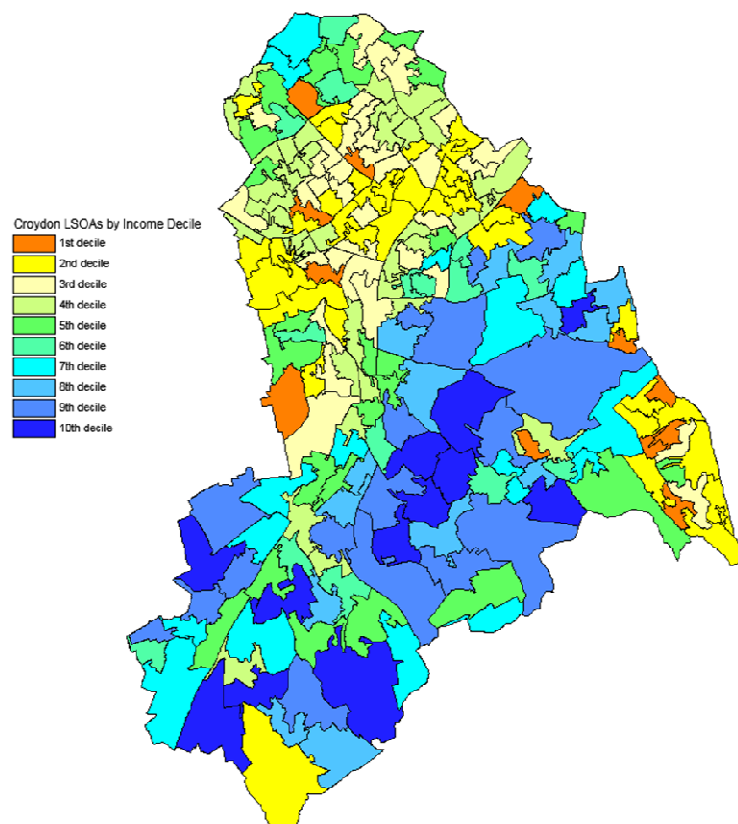 Croydon LSOAs by Income Decile
1st decile
2nd decile
3rd decile
4th decile
5th decile
6th decile
7th decile
8th decile
9th decile
10th decile